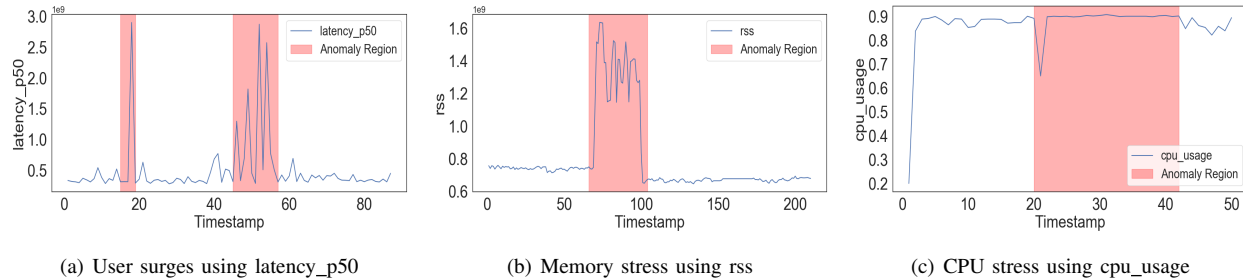 1e9
3.0
2.5
2.0
1.5
1.0
0.5
latency_p50
0 20 40 60 80
Timestamp
latency_p50
Anomaly Region
(a) User surges using latency_p50
1e9
1.6
1.4
1.2
1.0
0.8
0.6
rss
0 50 100 150 200
Timestamp
rss
Anomaly Region
(b) Memory stress using rss
0.9
0.8
0.7
0.6
0.5
0.4
0.3
0.2
cpu_usage
0 10 20 30 40 50
Timestamp
cpu_usage
Anomaly Region
(c) CPU stress using cpu_usage